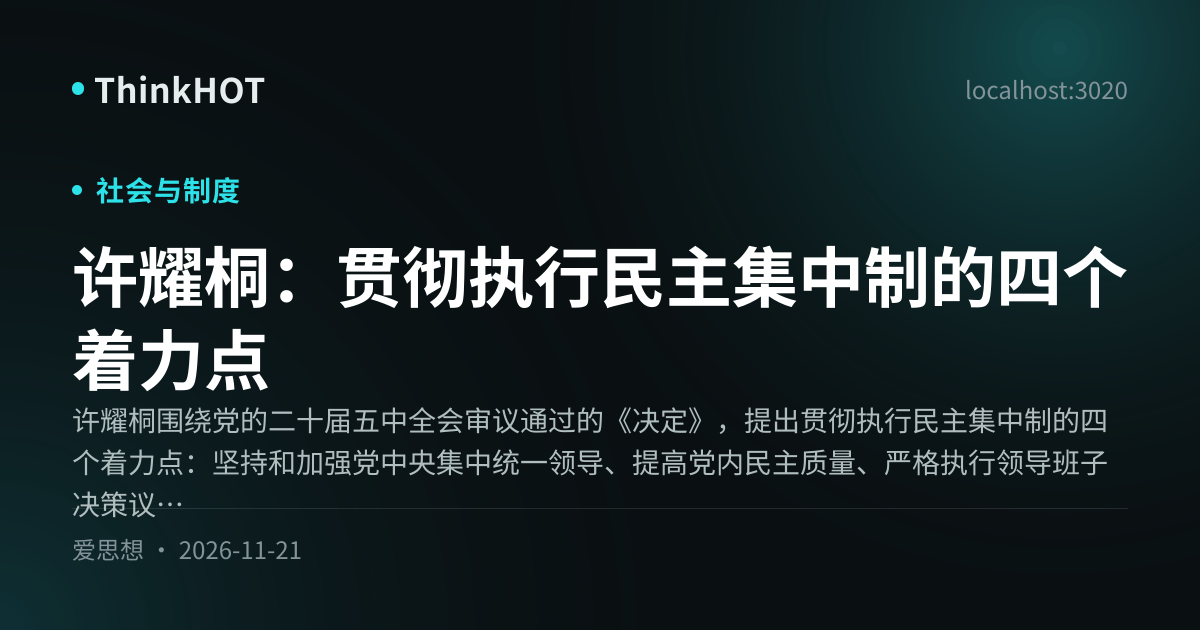 ThinkHOT
localhost:3020
社会与制度
许耀桐：贯彻执行民主集中制的四个
着力点
许耀桐围绕党的二十届五中全会审议通过的《决定》，提出贯彻执行民主集中制的四
个着力点：坚持和加强党中央集中统一领导、提高党内民主质量、严格执行领导班子
决策议…
爱思想 • 2026-11-21